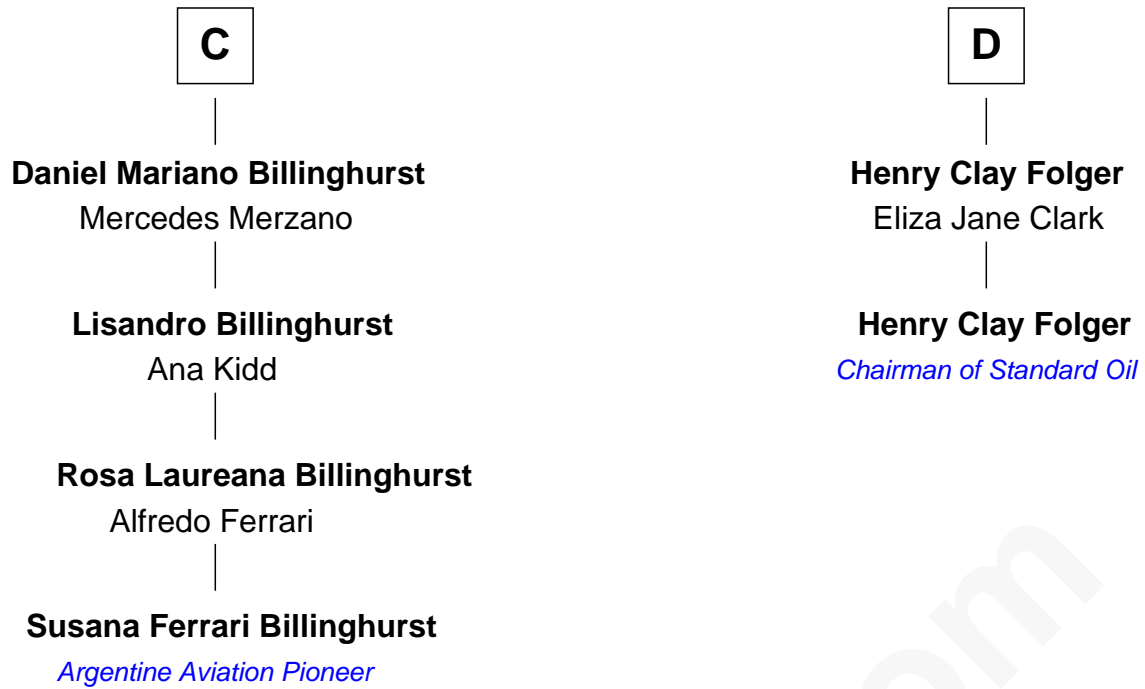 C
Daniel Mariano Billinghurst
Mercedes Merzano
Lisandro Billinghurst
Ana Kidd
Rosa Laureana Billinghurst
Alfredo Ferrari
Susana Ferrari Billinghurst
Argentine Aviation Pioneer
D
Henry Clay Folger
Eliza Jane Clark
Henry Clay Folger
Chairman of Standard Oil
om